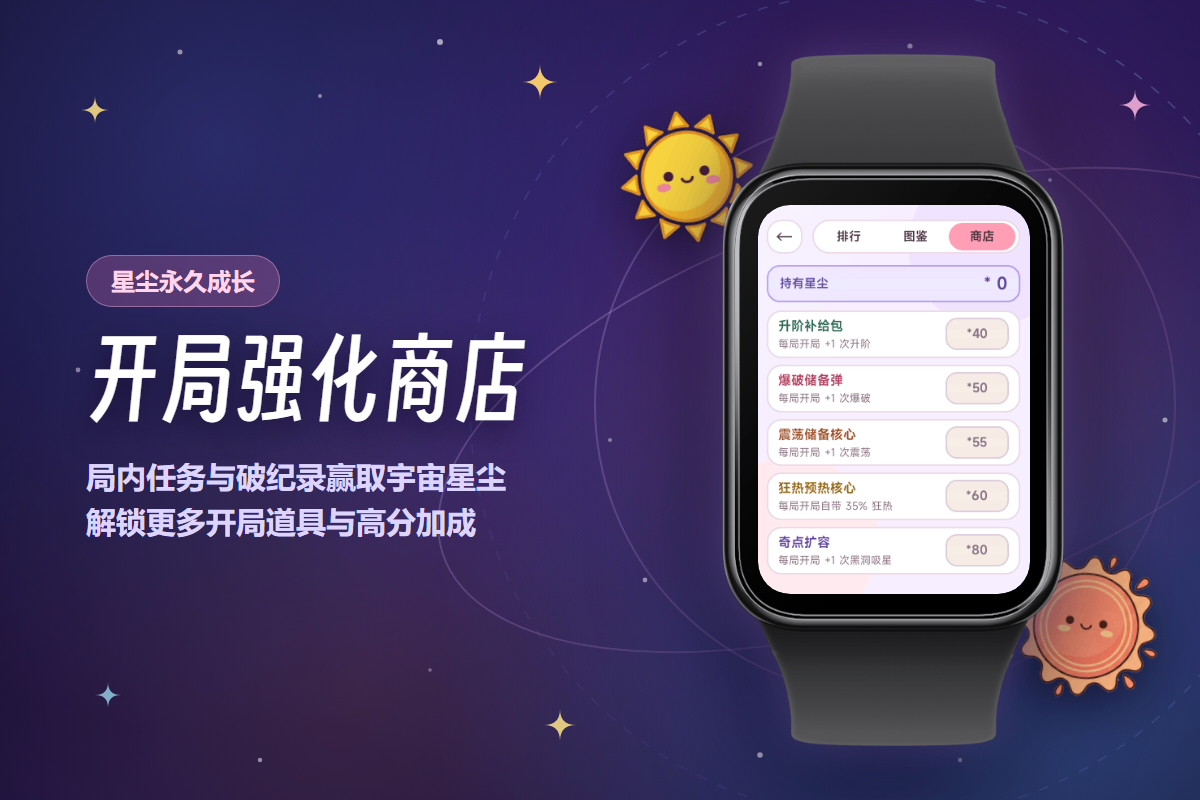 星尘永久成长
开局强化商店
局内任务与破纪录赢取宇宙星尘
解锁更多开局道具与高分加成
← 排行 图鉴 商店
持有星尘 * 0
升阶补给包
每局开局 +1 次升阶
*40
爆破储备弹
每局开局 +1 次爆破
*50
震荡储备核心
每局开局 +1 次震荡
*55
狂热预热核心
每局开局自带 35% 狂热
*60
奇点扩容
每局开局 +1 次黑洞吸星
*80